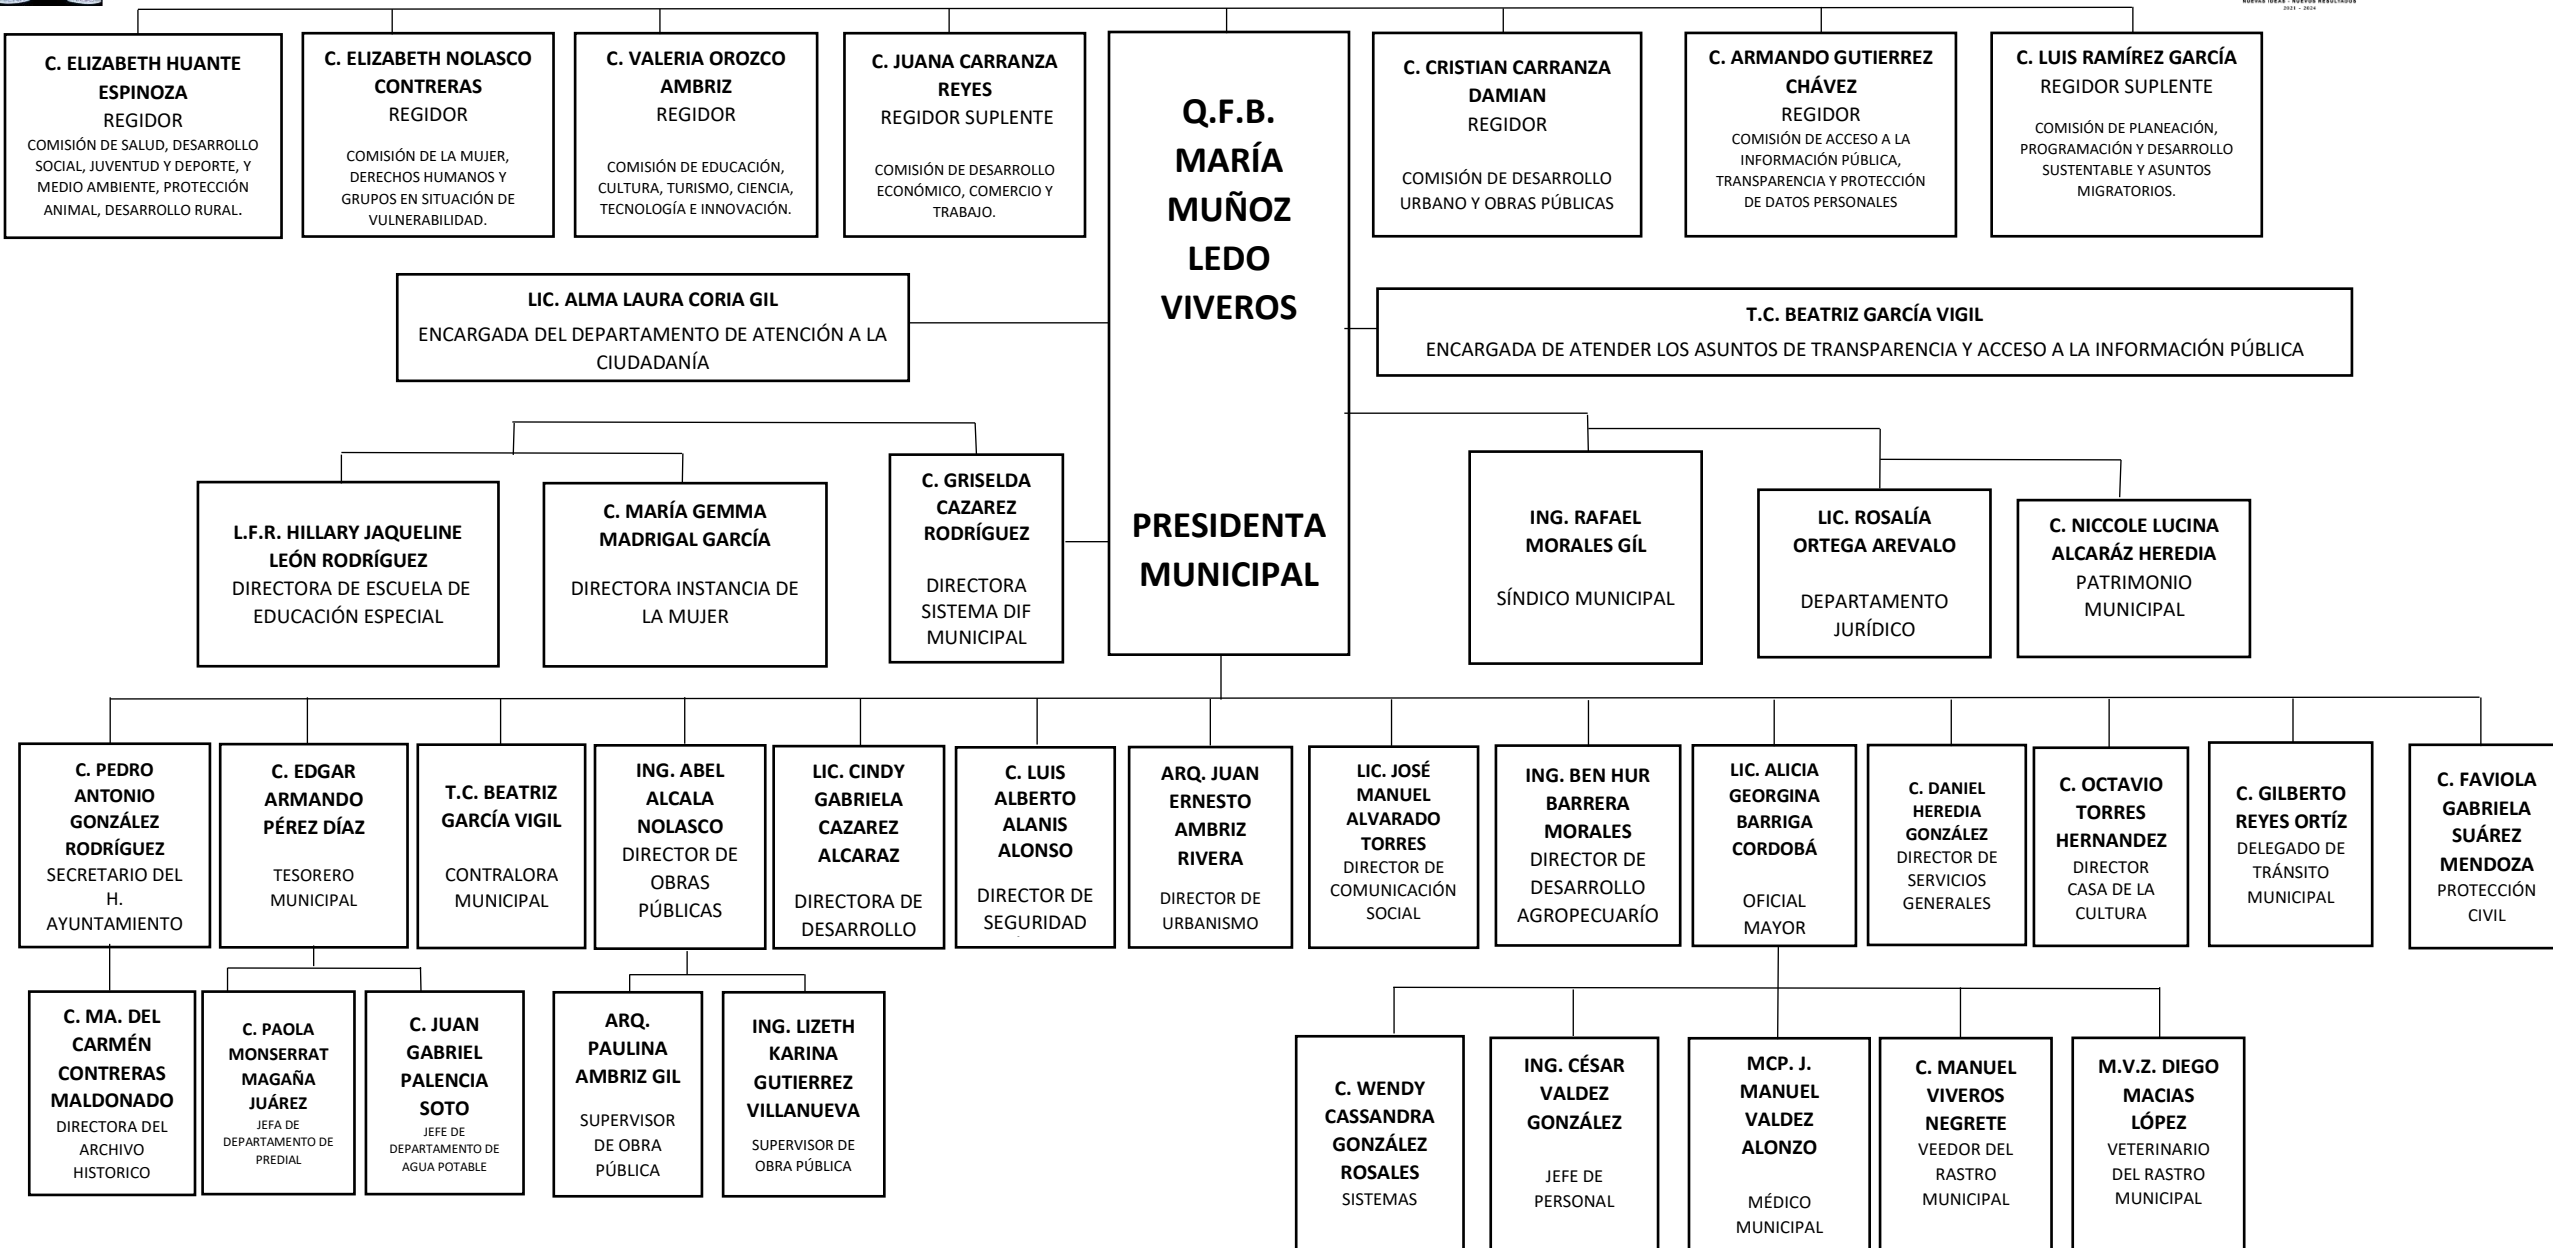 NUEVAS IDEAS - NUEVOS RESULTADOS
2021 - 2024
C. ELIZABETH HUANTE
ESPINOZA
REGIDOR
COMISIÓN DE SALUD, DESARROLLO
SOCIAL, JUVENTUD Y DEPORTE, Y
MEDIO AMBIENTE, PROTECCIÓN
ANIMAL, DESARROLLO RURAL.
C. ELIZABETH NOLASCO
CONTRERAS
REGIDOR
COMISIÓN DE LA MUJER,
DERECHOS HUMANOS Y
GRUPOS EN SITUACIÓN DE
VULNERABILIDAD.
C. VALERIA OROZCO
AMBRIZ
REGIDOR
COMISIÓN DE EDUCACIÓN,
CULTURA, TURISMO, CIENCIA,
TECNOLOGÍA E INNOVACIÓN.
C. JUANA CARRANZA
REYES
REGIDOR SUPLENTE
COMISIÓN DE DESARROLLO
ECONÓMICO, COMERCIO Y
TRABAJO.
Q.F.B.
MARÍA
MUÑOZ
LEDO
VIVEROS
PRESIDENTA
MUNICIPAL
C. CRISTIAN CARRANZA
DAMIAN
REGIDOR
COMISIÓN DE DESARROLLO
URBANO Y OBRAS PÚBLICAS
C. ARMANDO GUTIERREZ
CHÁVEZ
REGIDOR
COMISIÓN DE ACCESO A LA
INFORMACIÓN PÚBLICA,
TRANSPARENCIA Y PROTECCIÓN
DE DATOS PERSONALES
C. LUIS RAMÍREZ GARCÍA
REGIDOR SUPLENTE
COMISIÓN DE PLANEACIÓN,
PROGRAMACIÓN Y DESARROLLO
SUSTENTABLE Y ASUNTOS
MIGRATORIOS.
LIC. ALMA LAURA CORIA GIL
ENCARGADA DEL DEPARTAMENTO DE ATENCIÓN A LA
CIUDADANÍA
T.C. BEATRIZ GARCÍA VIGIL
ENCARGADA DE ATENDER LOS ASUNTOS DE TRANSPARENCIA Y ACCESO A LA INFORMACIÓN PÚBLICA
L.F.R. HILLARY JAQUELINE
LEÓN RODRÍGUEZ
DIRECTORA DE ESCUELA DE
EDUCACIÓN ESPECIAL
C. MARÍA GEMMA
MADRIGAL GARCÍA
DIRECTORA INSTANCIA DE
LA MUJER
C. GRISELDA
CAZAREZ
RODRÍGUEZ
DIRECTORA
SISTEMA DIF
MUNICIPAL
ING. RAFAEL
MORALES GÍL
SÍNDICO MUNICIPAL
LIC. ROSALÍA
ORTEGA AREVALO
DEPARTAMENTO
JURÍDICO
C. NICCOLE LUCINA
ALCARÁZ HEREDIA
PATRIMONIO
MUNICIPAL
C. PEDRO
ANTONIO
GONZÁLEZ
RODRÍGUEZ
SECRETARIO DEL
H.
AYUNTAMIENTO
C. EDGAR
ARMANDO
PÉREZ DÍAZ
TESORERO
MUNICIPAL
T.C. BEATRIZ
GARCÍA VIGIL
CONTRALORA
MUNICIPAL
ING. ABEL
ALCALA
NOLASCO
DIRECTOR DE
OBRAS
PÚBLICAS
LIC. CINDY
GABRIELA
CAZAREZ
ALCARAZ
DIRECTORA DE
DESARROLLO
C. LUIS
ALBERTO
ALANIS
ALONSO
DIRECTOR DE
SEGURIDAD
ARQ. JUAN
ERNESTO
AMBRIZ
RIVERA
DIRECTOR DE
URBANISMO
LIC. JOSÉ
MANUEL
ALVARADO
TORRES
DIRECTOR DE
COMUNICACIÓN
SOCIAL
ING. BEN HUR
BARRERA
MORALES
DIRECTOR DE
DESARROLLO
AGROPECUARÍO
LIC. ALICIA
GEORGINA
BARRIGA
CORDOBÁ
OFICIAL
MAYOR
C. DANIEL
HEREDIA
GONZÁLEZ
DIRECTOR DE
SERVICIOS
GENERALES
C. OCTAVIO
TORRES
HERNANDEZ
DIRECTOR
CASA DE LA
CULTURA
C. GILBERTO
REYES ORTÍZ
DELEGADO DE
TRÁNSITO
MUNICIPAL
C. FAVIOLA
GABRIELA
SUÁREZ
MENDOZA
PROTECCIÓN
CIVIL
C. MA. DEL
CARMÉN
CONTRERAS
MALDONADO
DIRECTORA DEL
ARCHIVO
HISTORICO
C. PAOLA
MONSERRAT
MAGAÑA
JUÁREZ
JEFA DE
DEPARTAMENTO DE
PREDIAL
C. JUAN
GABRIEL
PALENCIA
SOTO
JEFE DE
DEPARTAMENTO DE
AGUA POTABLE
ARQ.
PAULINA
AMBRIZ GIL
SUPERVISOR
DE OBRA
PÚBLICA
ING. LIZETH
KARINA
GUTIERREZ
VILLANUEVA
SUPERVISOR DE
OBRA PÚBLICA
C. WENDY
CASSANDRA
GONZÁLEZ
ROSALES
SISTEMAS
ING. CÉSAR
VALDEZ
GONZÁLEZ
JEFE DE
PERSONAL
MCP. J.
MANUEL
VALDEZ
ALONZO
MÉDICO
MUNICIPAL
C. MANUEL
VIVEROS
NEGRETE
VEEDOR DEL
RASTRO
MUNICIPAL
M.V.Z. DIEGO
MACIAS
LÓPEZ
VETERINARIO
DEL RASTRO
MUNICIPAL